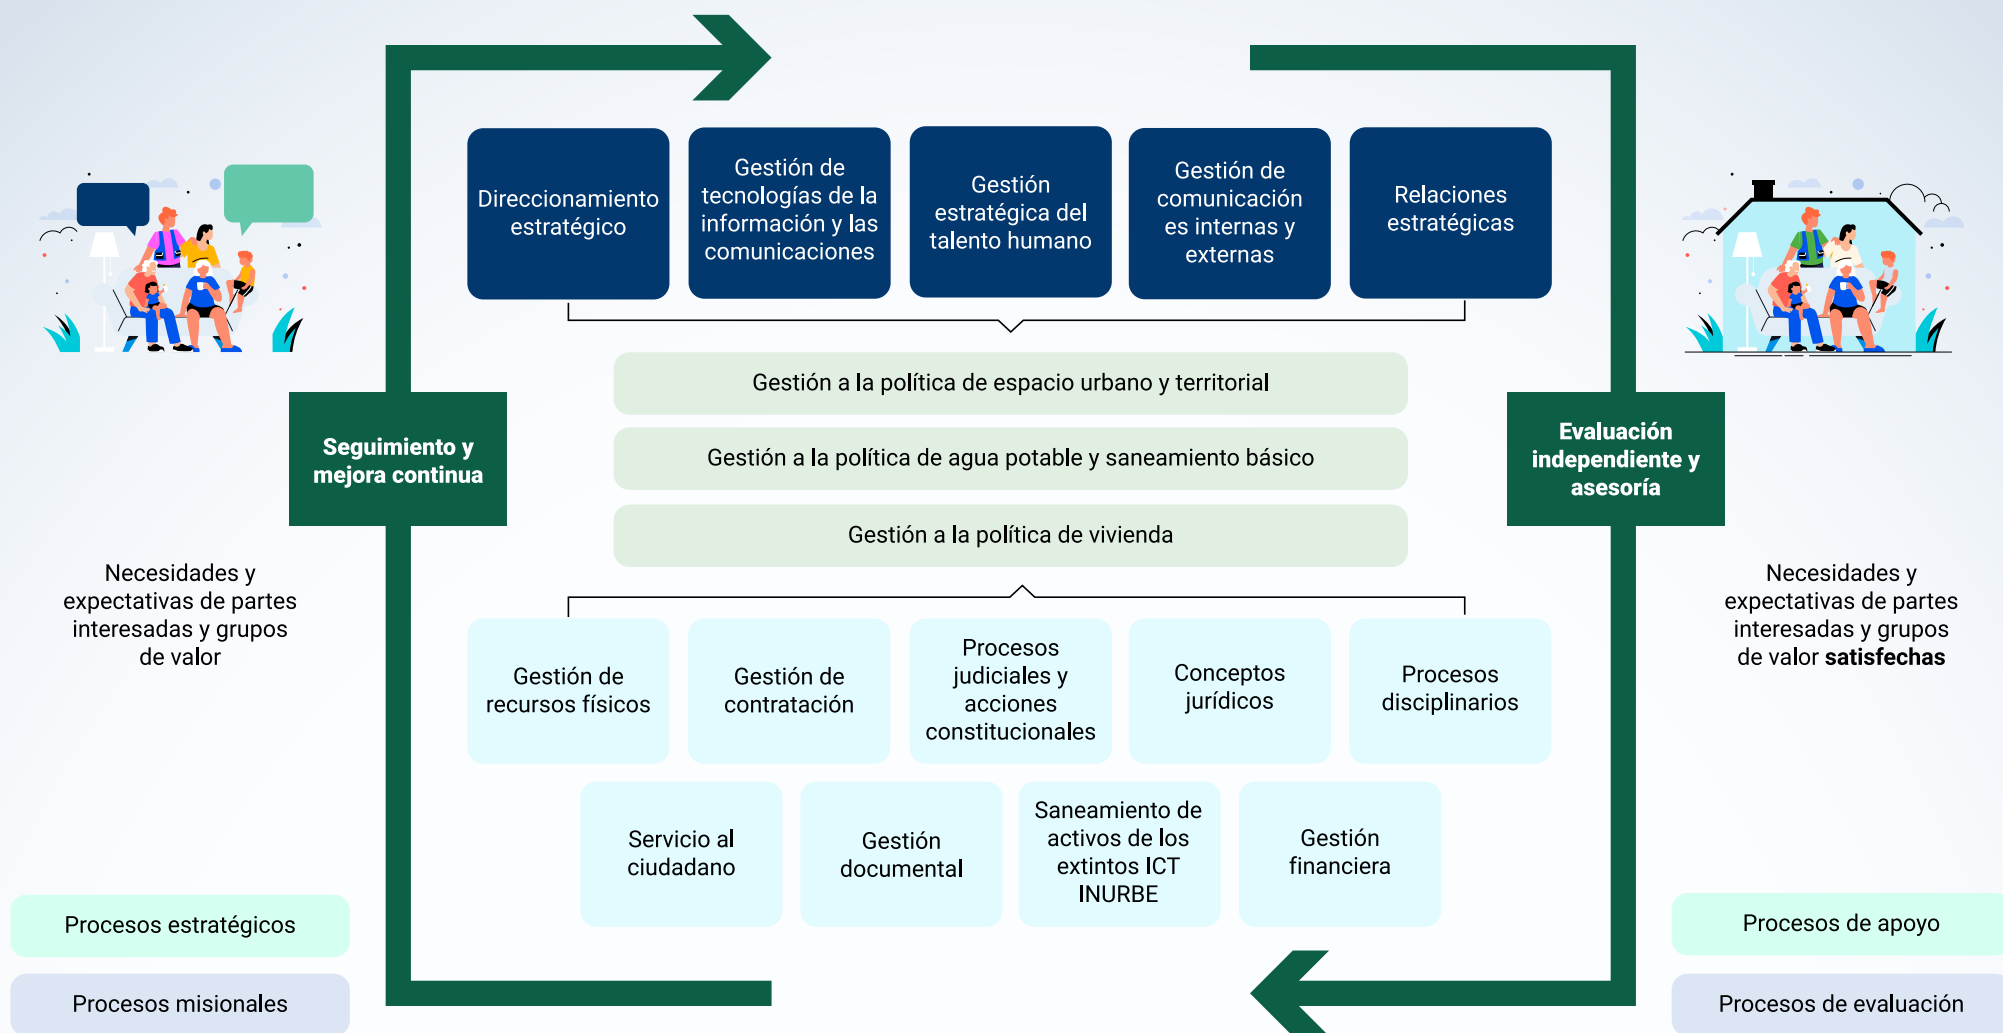 Direccionamiento
estratégico
Gestión de
tecnologías de la
información y las
comunicaciones
Gestión
estratégica del
talento humano
Gestión de
comunicación
es internas y
externas
Relaciones
estratégicas
Gestión a la política de espacio urbano y territorial
Gestión a la política de agua potable y saneamiento básico
Gestión a la política de vivienda
Seguimiento y
mejora continua
Evaluación
independiente y
asesoría
Necesidades y
expectativas de partes
interesadas y grupos
de valor
Necesidades y
expectativas de partes
interesadas y grupos
de valor satisfechas
Gestión de
recursos físicos
Gestión de
contratación
Procesos
judiciales y
acciones
constitucionales
Conceptos
jurídicos
Procesos
disciplinarios
Servicio al
ciudadano
Gestión
documental
Saneamiento de
activos de los
extintos ICT
INURBE
Gestión
financiera
Procesos estratégicos
Procesos misionales
Procesos de apoyo
Procesos de evaluación